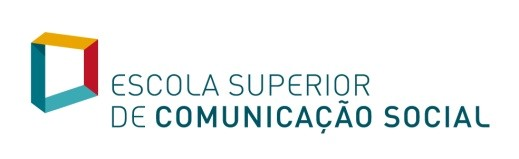 ESCOLA SUPERIOR
DE COMUNICAÇÃO SOCIAL